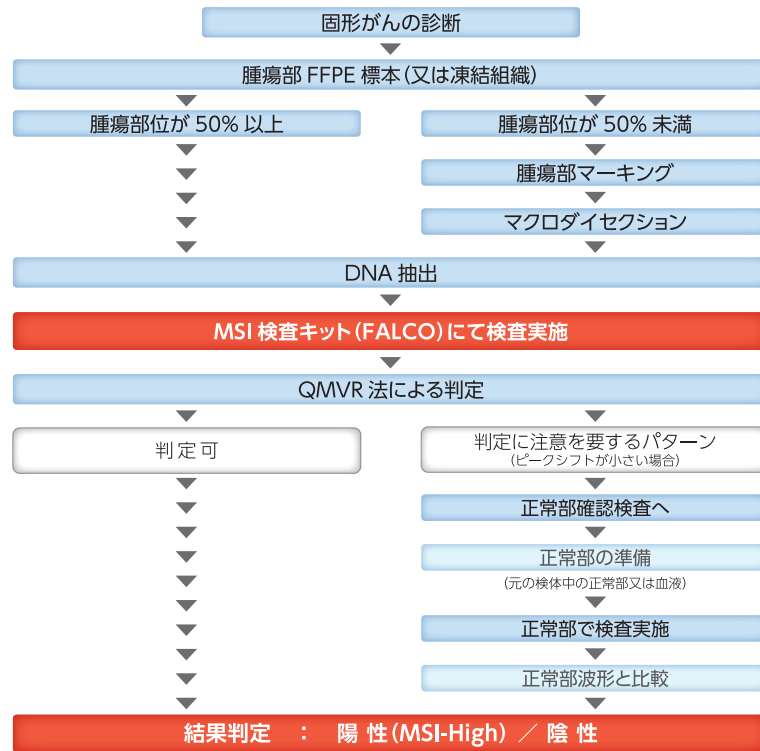 固形がんの診断
腫瘍部 FFPE 標本(又は凍結組織)
腫瘍部位が 50% 以上
腫瘍部位が 50% 未満
腫瘍部マーキング
マクロダイセクション
DNA 抽出
MSI 検査キット(FALCO)にて検査実施
QMVR 法による判定
判定可
判定に注意を要するパターン
(ピークシフトが小さい場合)
正常部確認検査へ
正常部の準備
(元の検体中の正常部又は血液)
正常部で検査実施
正常部波形と比較
結果判定 : 陽性(MSI-High) / 陰性